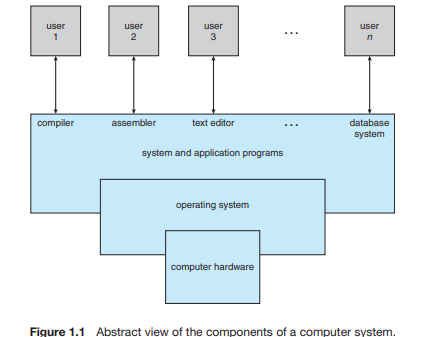 user user user ... user
1 2 3 n
compiler assembler text editor ... database
system
system and application programs
operating system
computer hardware
Figure 1.1 Abstract view of the components of a computer system.